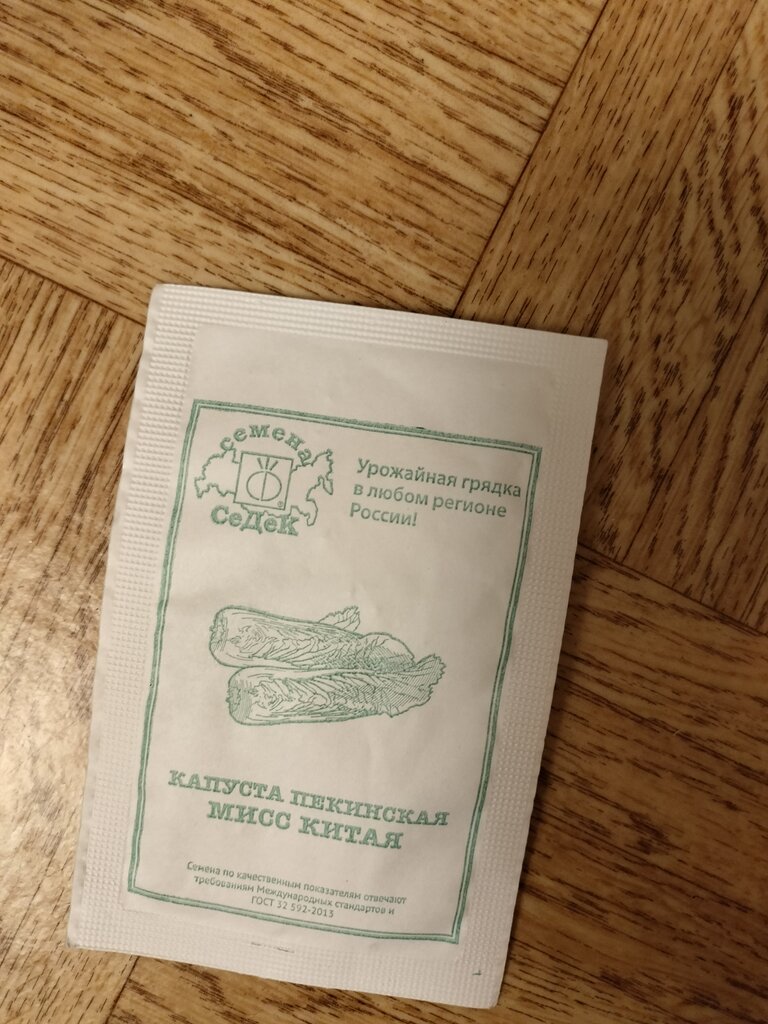 семена
СеДеК
Урожайная грядка
в любом регионе
России!
КАПУСТА ПЕКИНСКАЯ
МИСС КИТАЯ
Семена по качественным показателям отвечают
требованиям Международных стандартов и
ГОСТ 32 592-2013